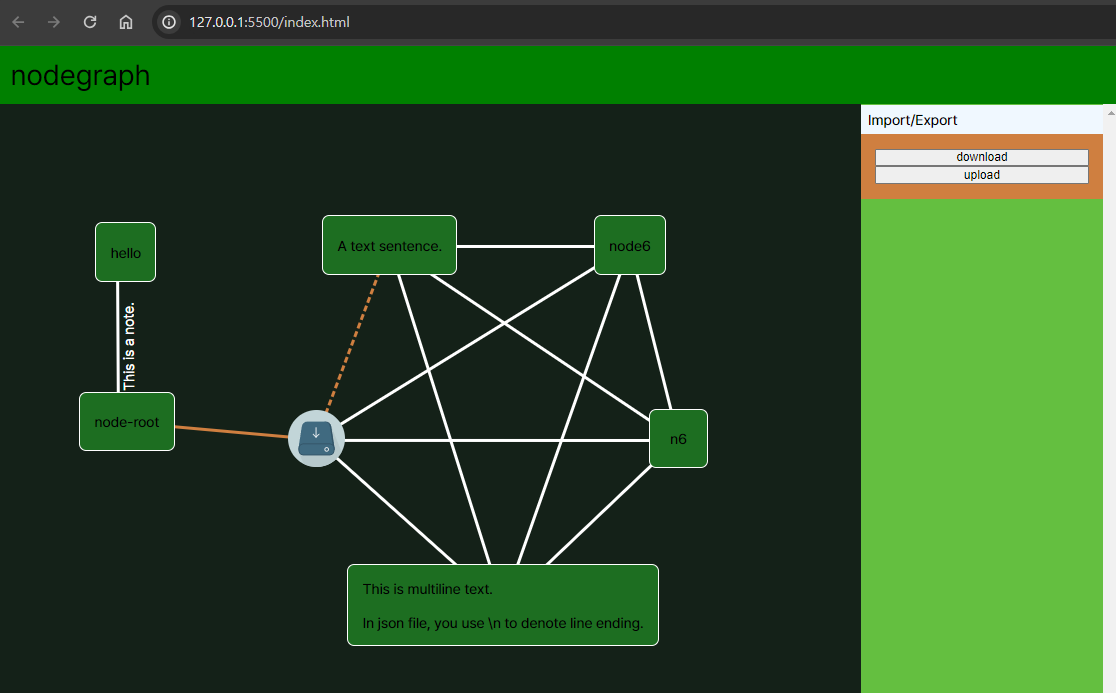 127.0.0.1:5500/index.html
nodegraph
Import/Export
download
upload
hello
A text sentence.
node6
This is a note.
node-root
n6
This is multiline text.
In json file, you use \n to denote line ending.